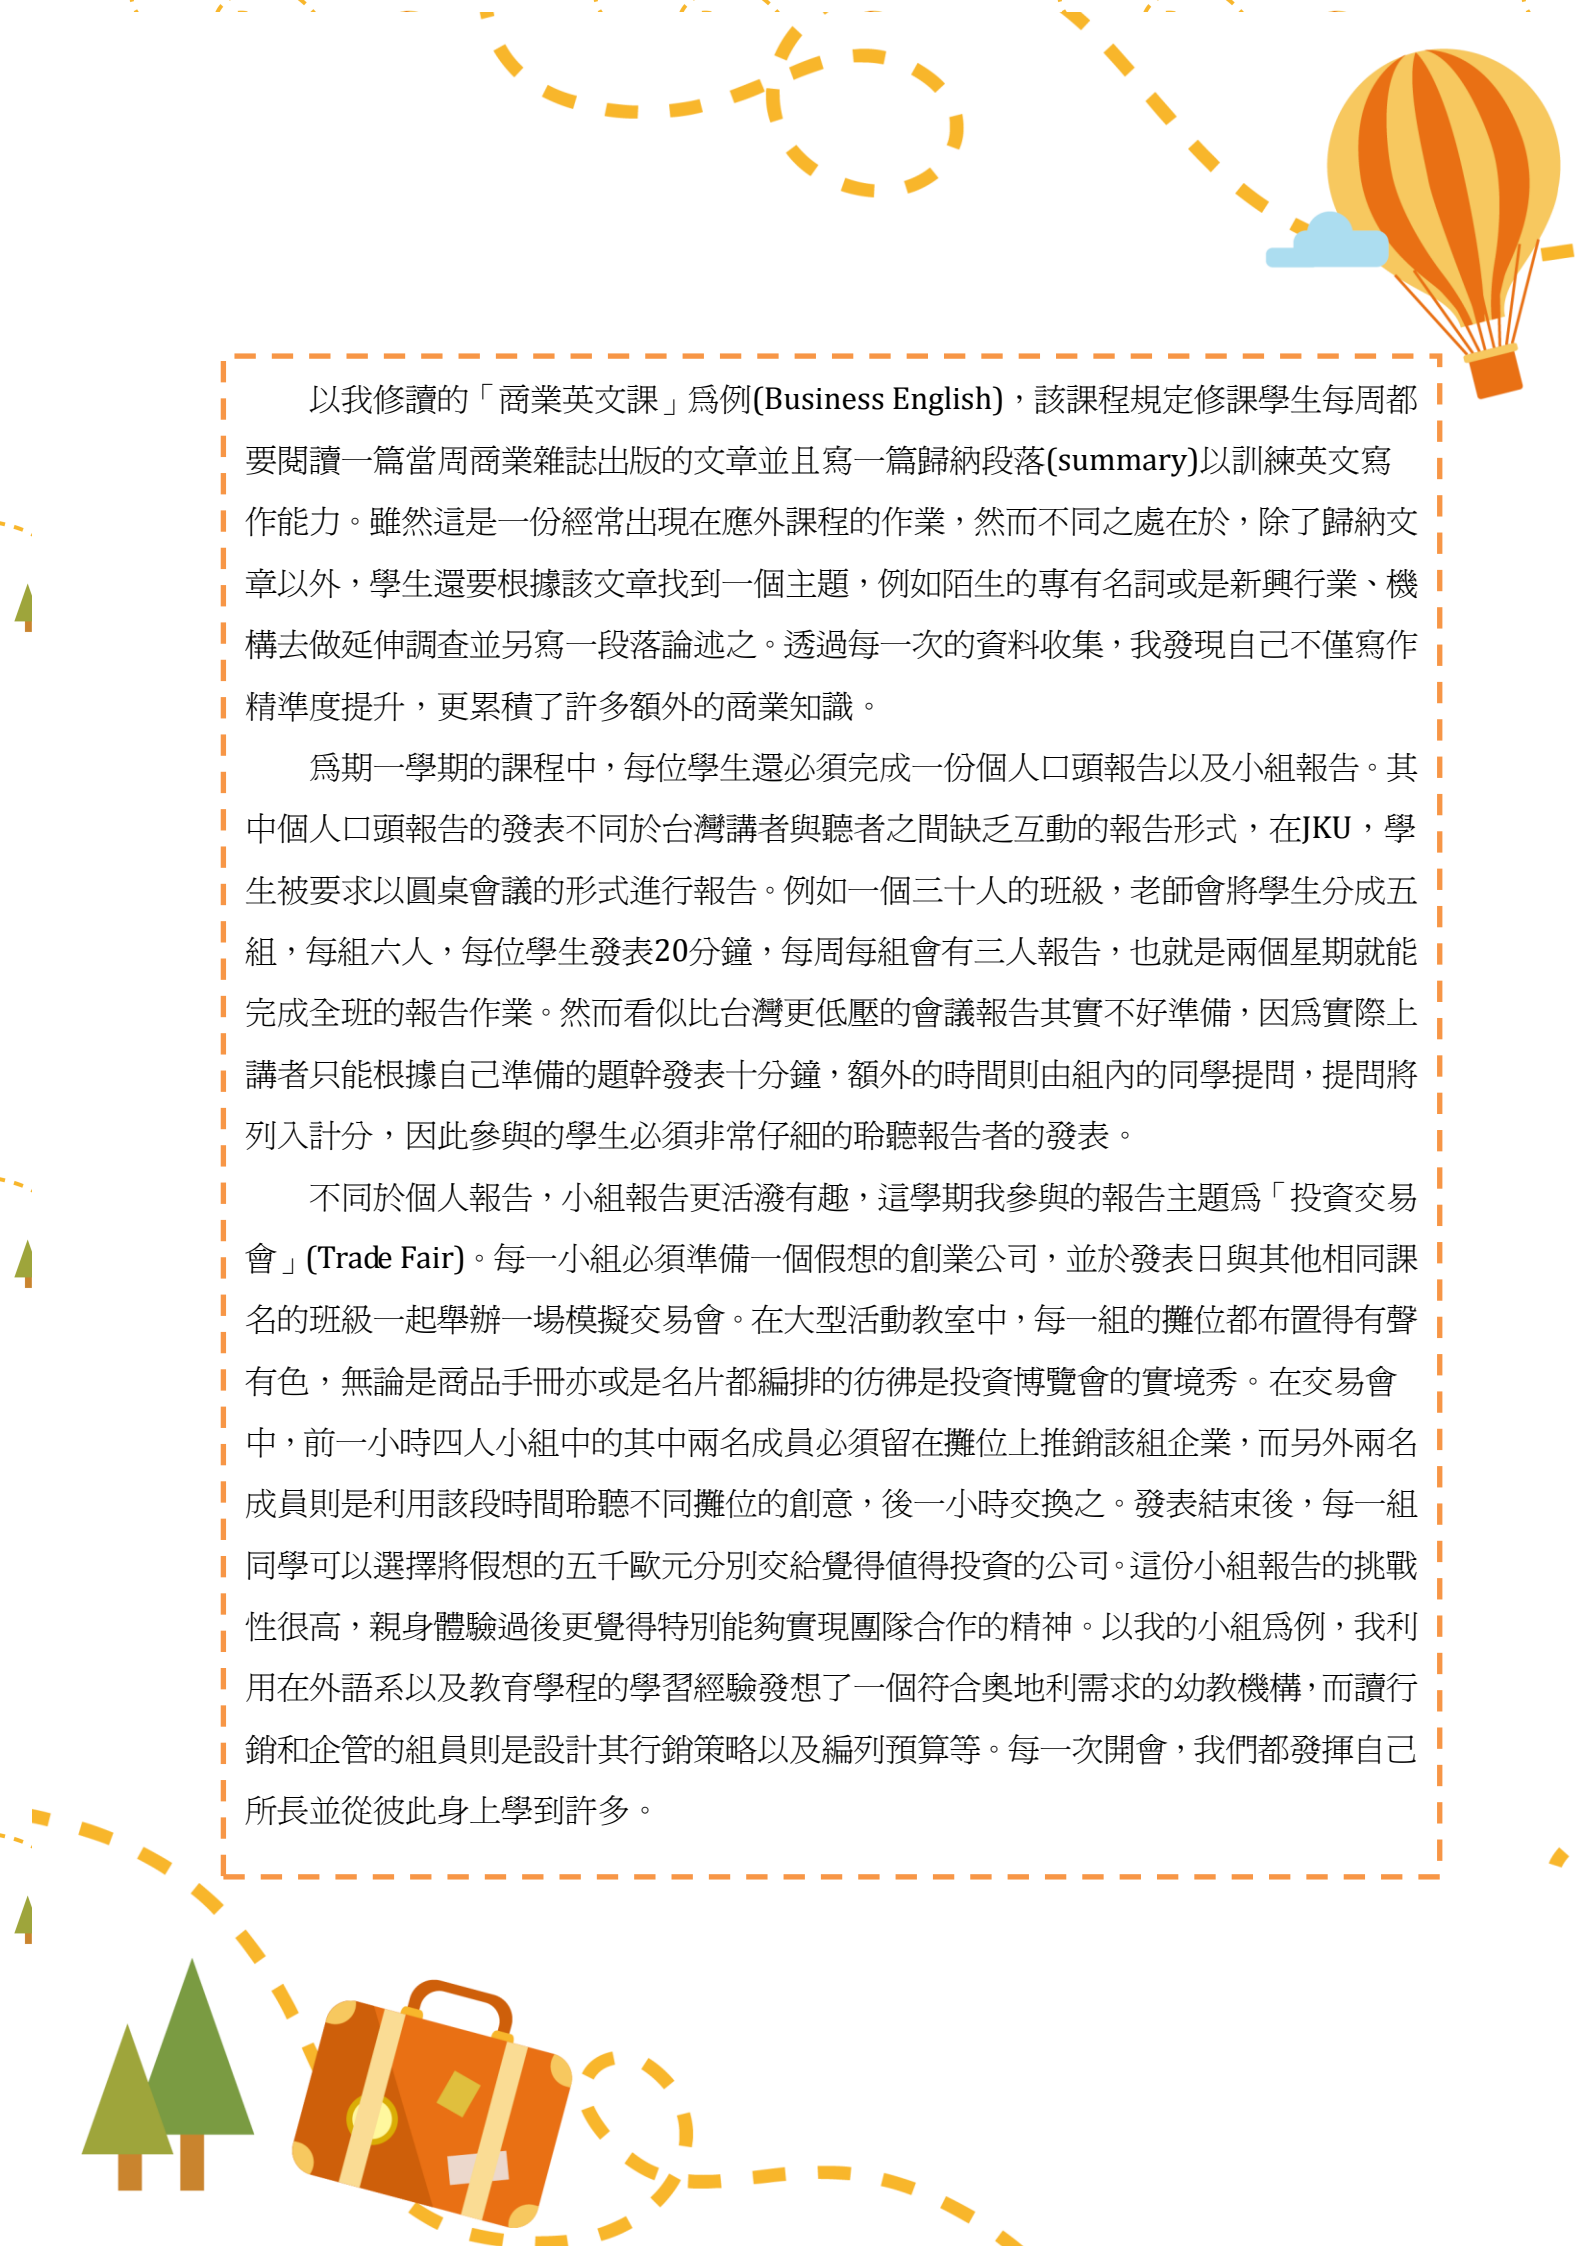 以我修讀的「商業英文課」為例(Business English)，該課程規定修課學生每周都
要閱讀一篇當周商業雜誌出版的文章並且寫一篇歸納段落(summary)以訓練英文寫
作能力。雖然這是一份經常出現在應外課程的作業，然而不同之處在於，除了歸納文
章以外，學生還要根據該文章找到一個主題，例如陌生的專有名詞或是新興行業、機
構去做延伸調查並另寫一段落論述之。透過每一次的資料收集，我發現自己不僅寫作
精準度提升，更累積了許多額外的商業知識。
為期一學期的課程中，每位學生還必須完成一份個人口頭報告以及小組報告。其
中個人口頭報告的發表不同於台灣講者與聽者之間缺乏互動的報告形式，在JKU，學
生被要求以圓桌會議的形式進行報告。例如一個三十人的班級，老師會將學生分成五
組，每組六人，每位學生發表20分鐘，每周每組會有三人報告，也就是兩個星期就能
完成全班的報告作業。然而看似比台灣更低壓的會議報告其實不好準備，因為實際上
講者只能根據自己準備的題幹發表十分鐘，額外的時間則由組內的同學提問，提問將
列入計分，因此參與的學生必須非常仔細的聆聽報告者的發表。
不同於個人報告，小組報告更活潑有趣，這學期我參與的報告主題為「投資交易
會」(Trade Fair)。每一小組必須準備一個假想的創業公司，並於發表日與其他相同課
名的班級一起舉辦一場模擬交易會。在大型活動教室中，每一組的攤位都布置得有聲
有色，無論是商品手冊亦或是名片都編排的彷彿是投資博覽會的實境秀。在交易會
中，前一小時四人小組中的其中兩名成員必須留在攤位上推銷該組企業，而另外兩名
成員則是利用該段時間聆聽不同攤位的創意，後一小時交換之。發表結束後，每一組
同學可以選擇將假想的五千歐元分別交給覺得值得投資的公司。這份小組報告的挑戰
性很高，親身體驗過後更覺得特別能夠實現團隊合作的精神。以我的小組為例，我利
用在外語系以及教育學程的學習經驗發想了一個符合奧地利需求的幼教機構，而讀行
銷和企管的組員則是設計其行銷策略以及編列預算等。每一次開會，我們都發揮自己
所長並從彼此身上學到許多。